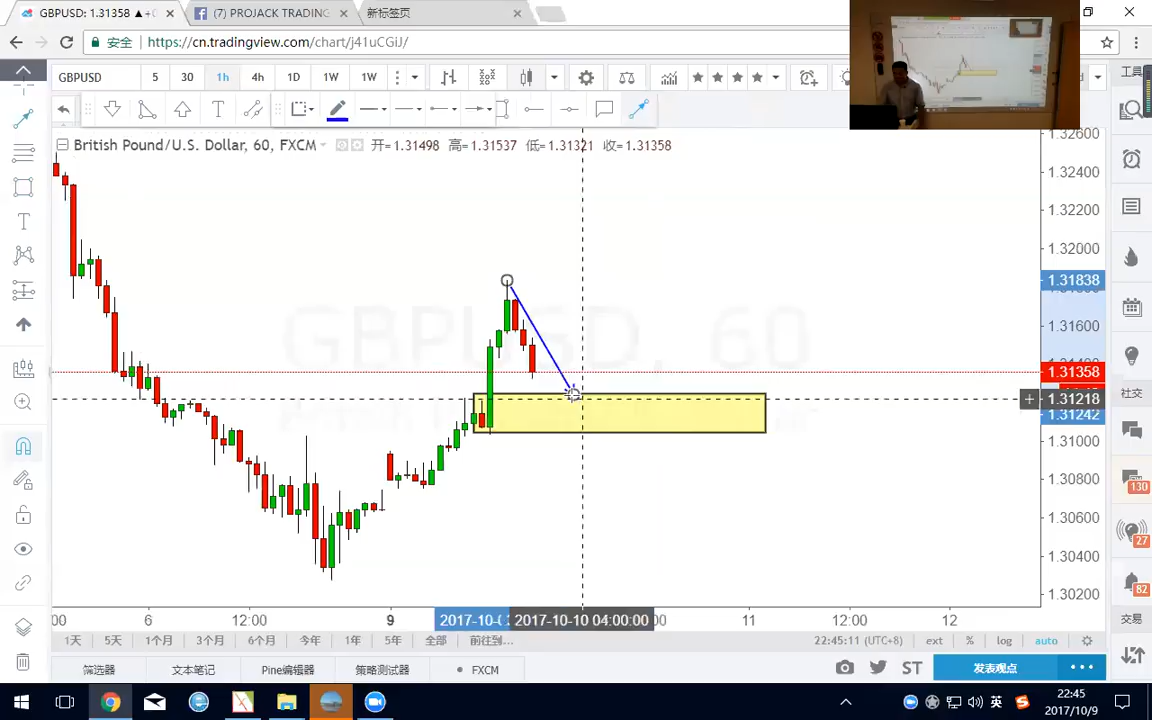 GBPUSD: 1.31358 ▲+0
(7) PROJACK TRADING
新标签页
安全
https://cn.tradingview.com/chart/j41uCGiJ/
GBPUSD 5 30 1h 4h 1D 1W 1W
工具
British Pound/U.S. Dollar, 60, FXCM 开=1.31498 高=1.31537 低=1.31321 收=1.31358
GBPUSD, 60
1.32600
1.32400
1.32200
1.32000
1.31838
1.31600
1.31358
1.31218
1.31242
1.31000
1.30800
1.30600
1.30400
1.30200
社交
130
27
82
交易
6 12:00 9 2017-10-10 04:00:00 11 12:00 12
1天 5天 1个月 3个月 6个月 今年 1年 5年 全部 前往到... 22:45:11 (UTC+8) ext % log auto
筛选器 文本笔记 Pine编辑器 策略测试器 FXCM ST 发表观点
英
22:45
2017/10/9